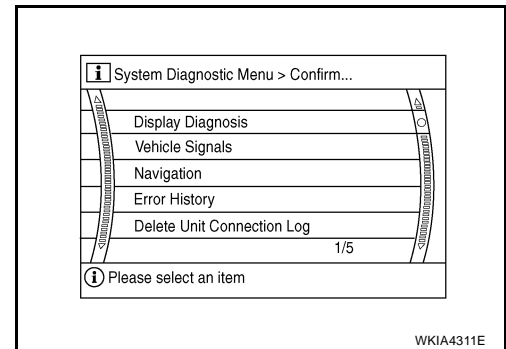 i System Diagnostic Menu > Confirm...
Display Diagnosis
Vehicle Signals
Navigation
Error History
Delete Unit Connection Log
1/5
i Please select an item
WKIA4311E